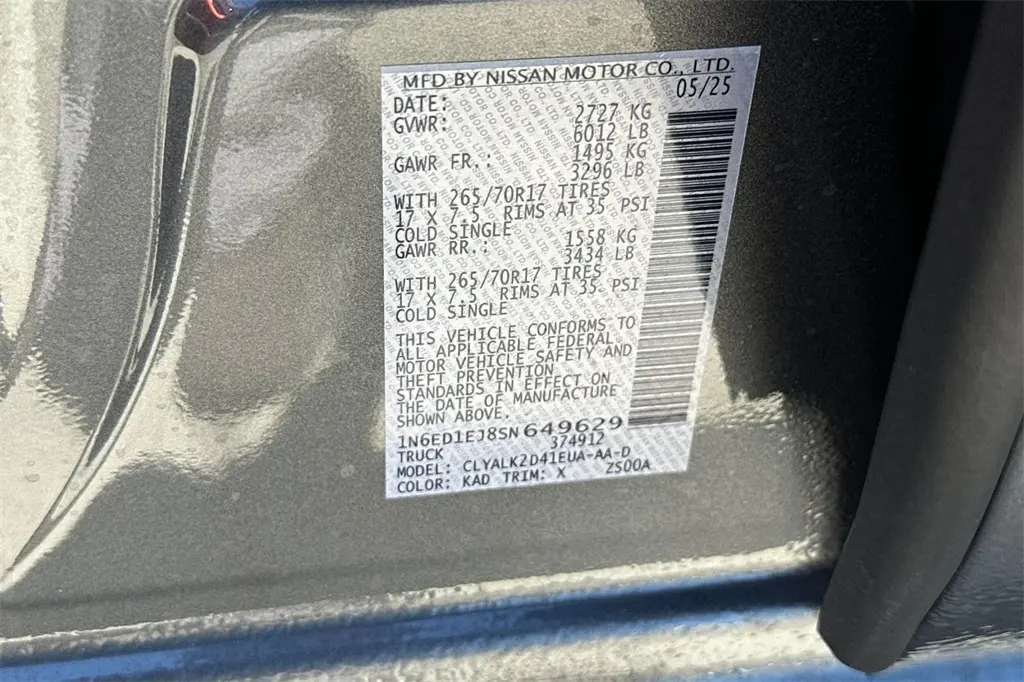 MFD BY NISSAN MOTOR CO., LTD.
DATE: 05/25
GVWR: 2727 KG
6012 LB
GAWR FR.: 1495 KG
3296 LB
WITH 265/70R17 TIRES
17 X 7.5 RIMS AT 35 PSI
COLD SINGLE
GAWR RR.: 1558 KG
3434 LB
WITH 265/70R17 TIRES
17 X 7.5 RIMS AT 35 PSI
COLD SINGLE
THIS VEHICLE CONFORMS TO
ALL APPLICABLE FEDERAL
MOTOR VEHICLE SAFETY AND
THEFT PREVENTION
STANDARDS IN EFFECT ON
THE DATE OF MANUFACTURE
SHOWN ABOVE.
1N6ED1EJ8SN649629
TRUCK 374912
MODEL: CLYALK2D41EUA-AA-D
COLOR: KAD TRIM: X ZS00A